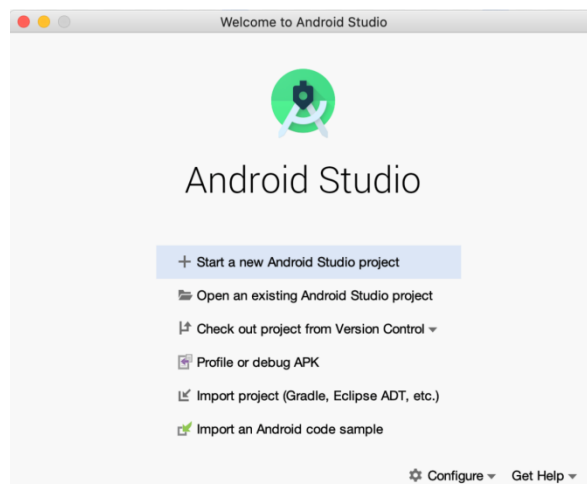 Welcome to Android Studio
Android Studio
Start a new Android Studio project
Open an existing Android Studio project
Check out project from Version Control
Profile or debug APK
Import project (Gradle, Eclipse ADT, etc.)
Import an Android code sample
Configure Get Help